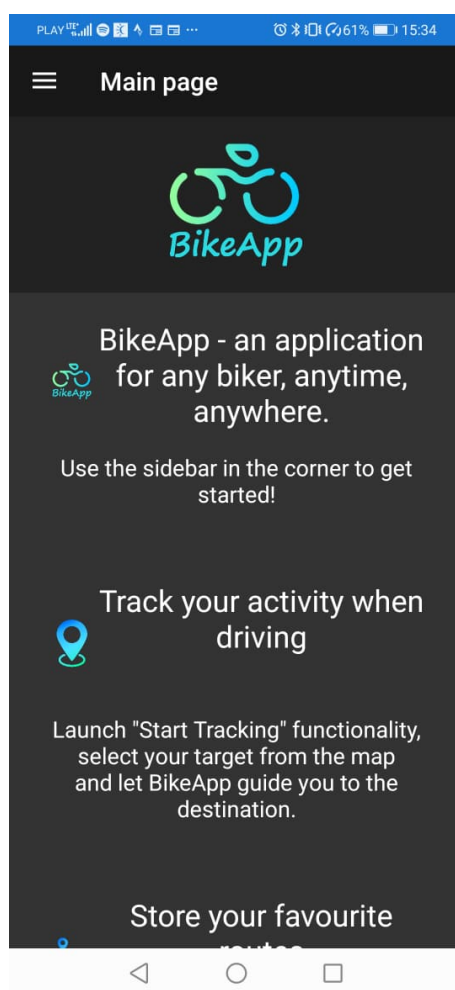 PLAY LTE 61% 15:34
Main page
BikeApp
BikeApp - an application
for any biker, anytime,
BikeApp
anywhere.
Use the sidebar in the corner to get
started!
Track your activity when
driving
Launch "Start Tracking" functionality,
select your target from the map
and let BikeApp guide you to the
destination.
Store your favourite